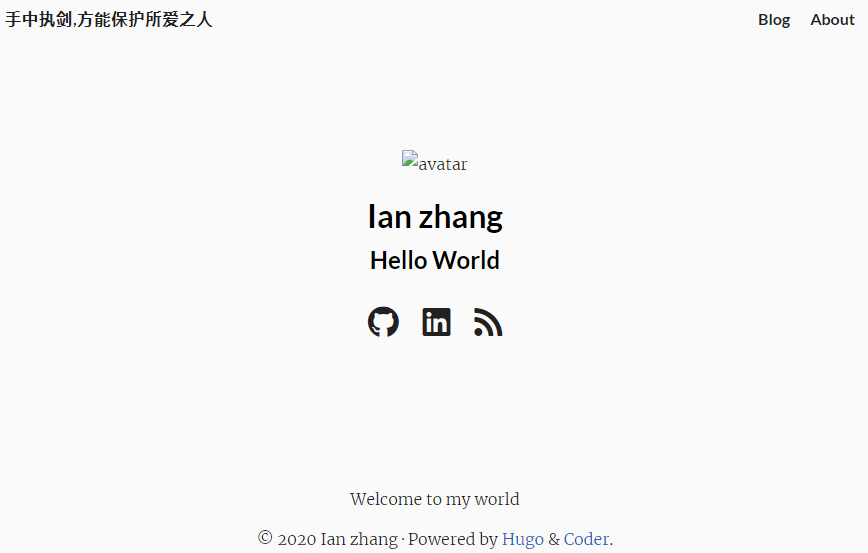 手中执剑,方能保护所爱之人 Blog About
avatar
Ian zhang
Hello World
in
Welcome to my world
© 2020 Ian zhang · Powered by Hugo & Coder.